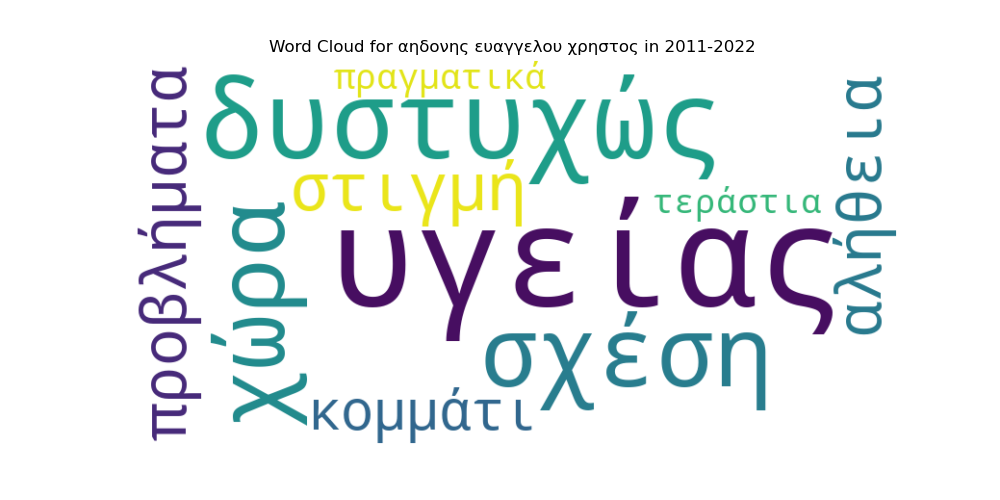 Word Cloud for αηδονης ευαγγελου χρηστος in 2011-2022
πραγματικά
δυστυχώς
στιγμή
τεράστια
υγείας
σχέση
κομμάτι
προβλήματα
χώρα
αλήθεια